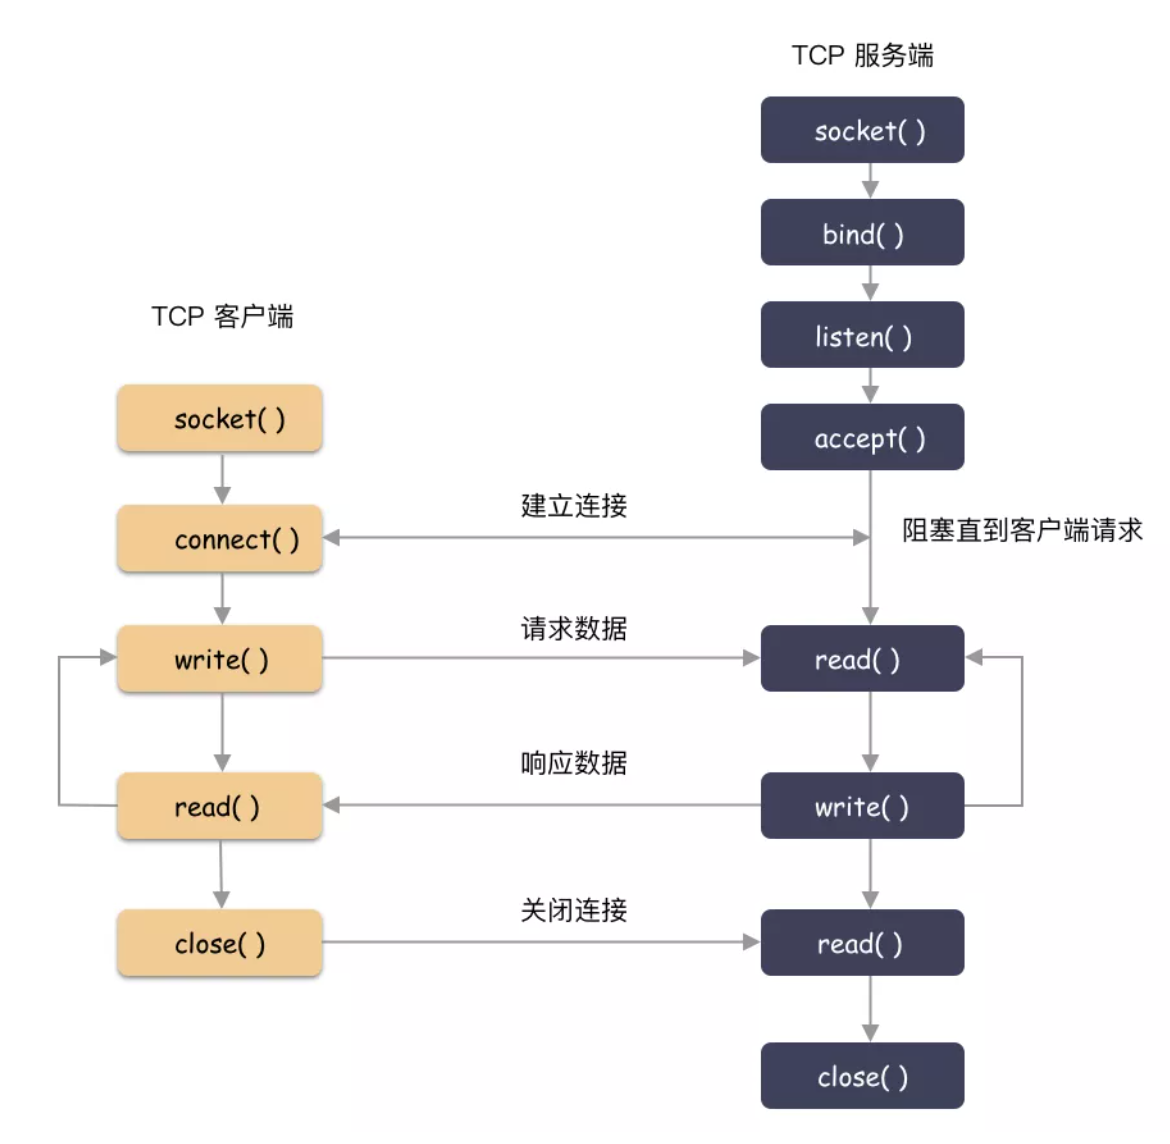 TCP 服务端
socket( )
bind( )
listen( )
TCP 客户端
socket( )
accept( )
建立连接
connect( )
阻塞直到客户端请求
请求数据
write( )
read( )
响应数据
read( )
write( )
关闭连接
close( )
read( )
close( )